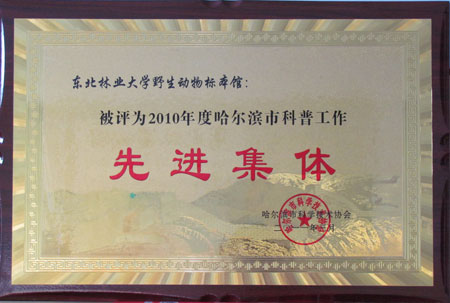 东北林业大学野生动物标本馆：
被评为2010年度哈尔滨市科普工作
先进集体
哈尔滨市科学技术协会